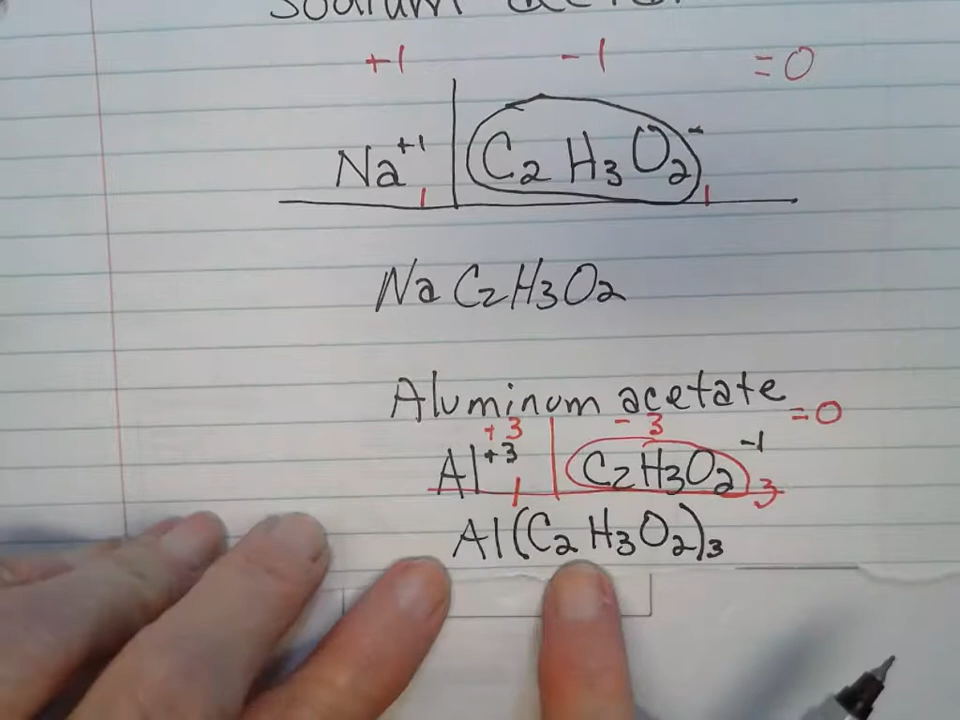 sodium
+1 -1 =0
Na+1 C2H3O2-
1 1
NaC2H3O2
Aluminum acetate
+3 -3 =0
Al+3 C2H3O2-1
1 3
Al(C2H3O2)3